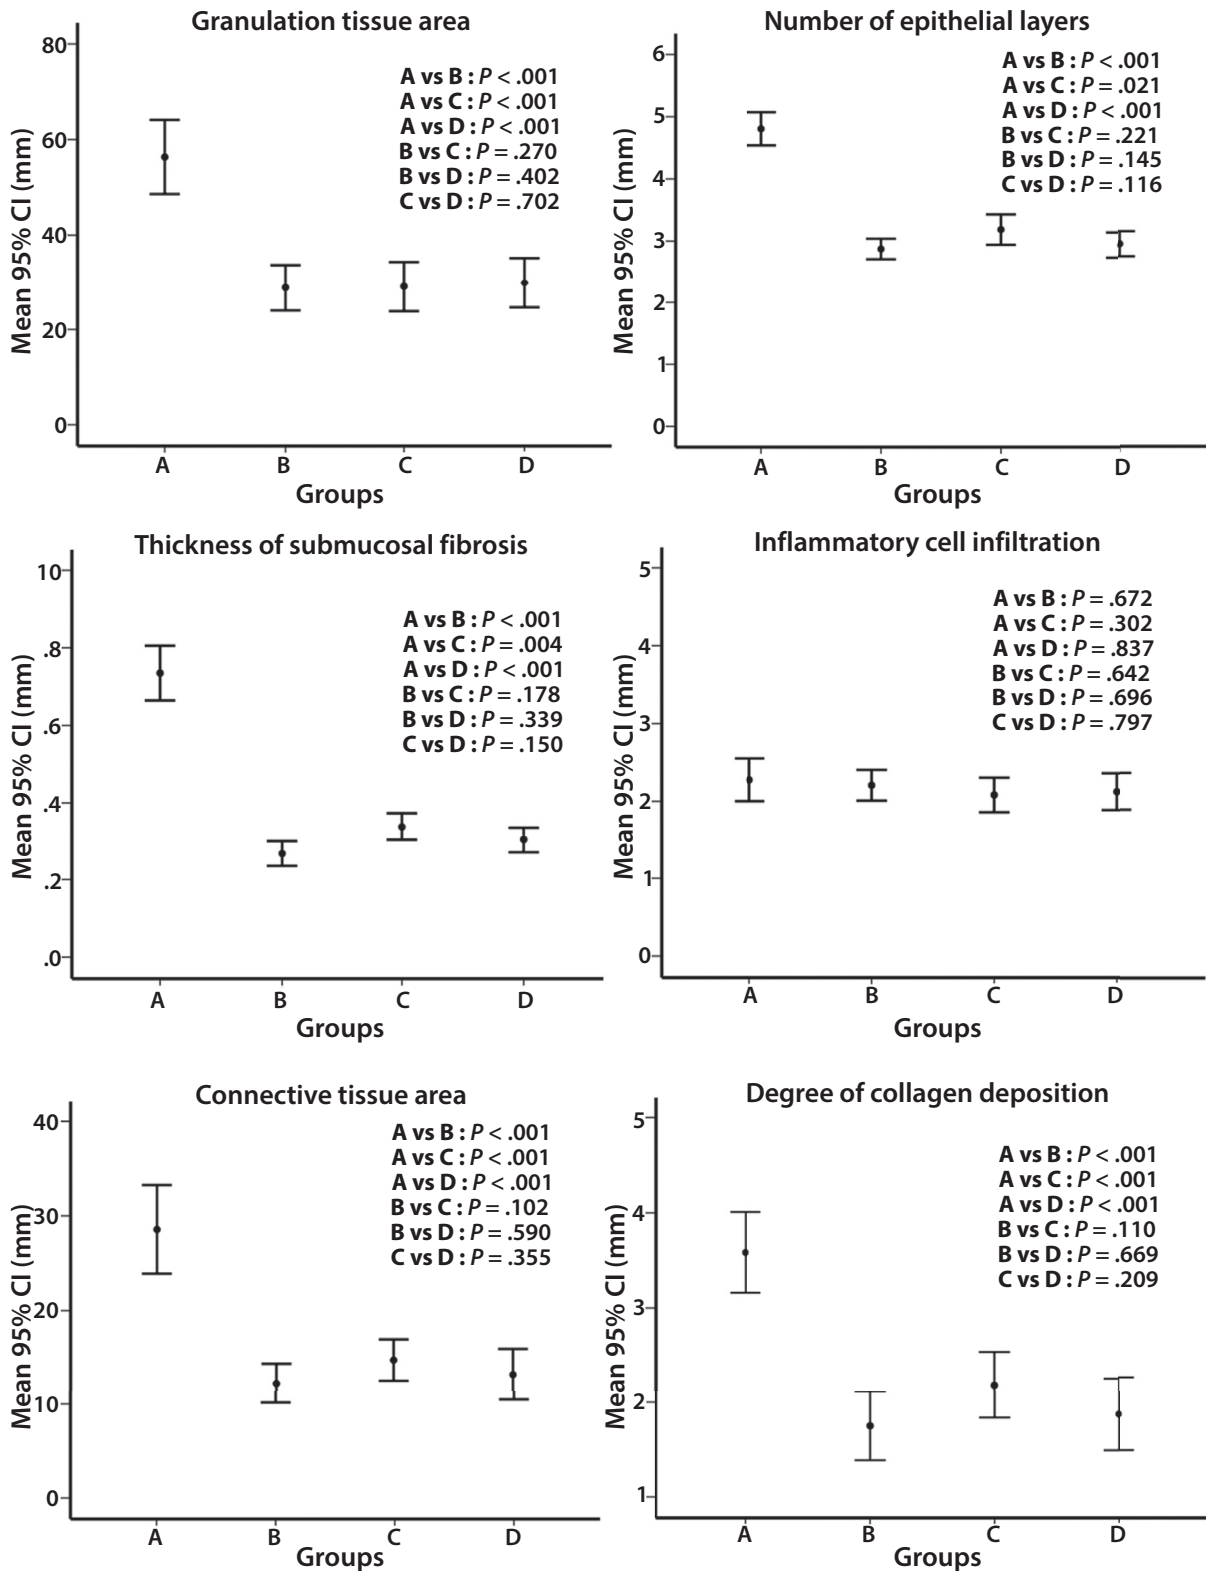 Granulation tissue area
80
60
40
20
0
Mean 95% CI (mm)
A vs B : P < .001
A vs C : P < .001
A vs D : P < .001
B vs C : P = .270
B vs D : P = .402
C vs D : P = .702
A B C D
Groups
Number of epithelial layers
6
5
4
3
2
1
0
Mean 95% CI (mm)
A vs B : P < .001
A vs C : P = .021
A vs D : P < .001
B vs C : P = .221
B vs D : P = .145
C vs D : P = .116
A B C D
Groups
Thickness of submucosal fibrosis
10
.8
.6
.4
.2
.0
Mean 95% CI (mm)
A vs B : P < .001
A vs C : P = .004
A vs D : P < .001
B vs C : P = .178
B vs D : P = .339
C vs D : P = .150
A B C D
Groups
Inflammatory cell infiltration
5
4
3
2
1
0
Mean 95% CI (mm)
A vs B : P = .672
A vs C : P = .302
A vs D : P = .837
B vs C : P = .642
B vs D : P = .696
C vs D : P = .797
A B C D
Groups
Connective tissue area
40
30
20
10
0
Mean 95% CI (mm)
A vs B : P < .001
A vs C : P < .001
A vs D : P < .001
B vs C : P = .102
B vs D : P = .590
C vs D : P = .355
A B C D
Groups
Degree of collagen deposition
5
4
3
2
1
Mean 95% CI (mm)
A vs B : P < .001
A vs C : P < .001
A vs D : P < .001
B vs C : P = .110
B vs D : P = .669
C vs D : P = .209
A B C D
Groups